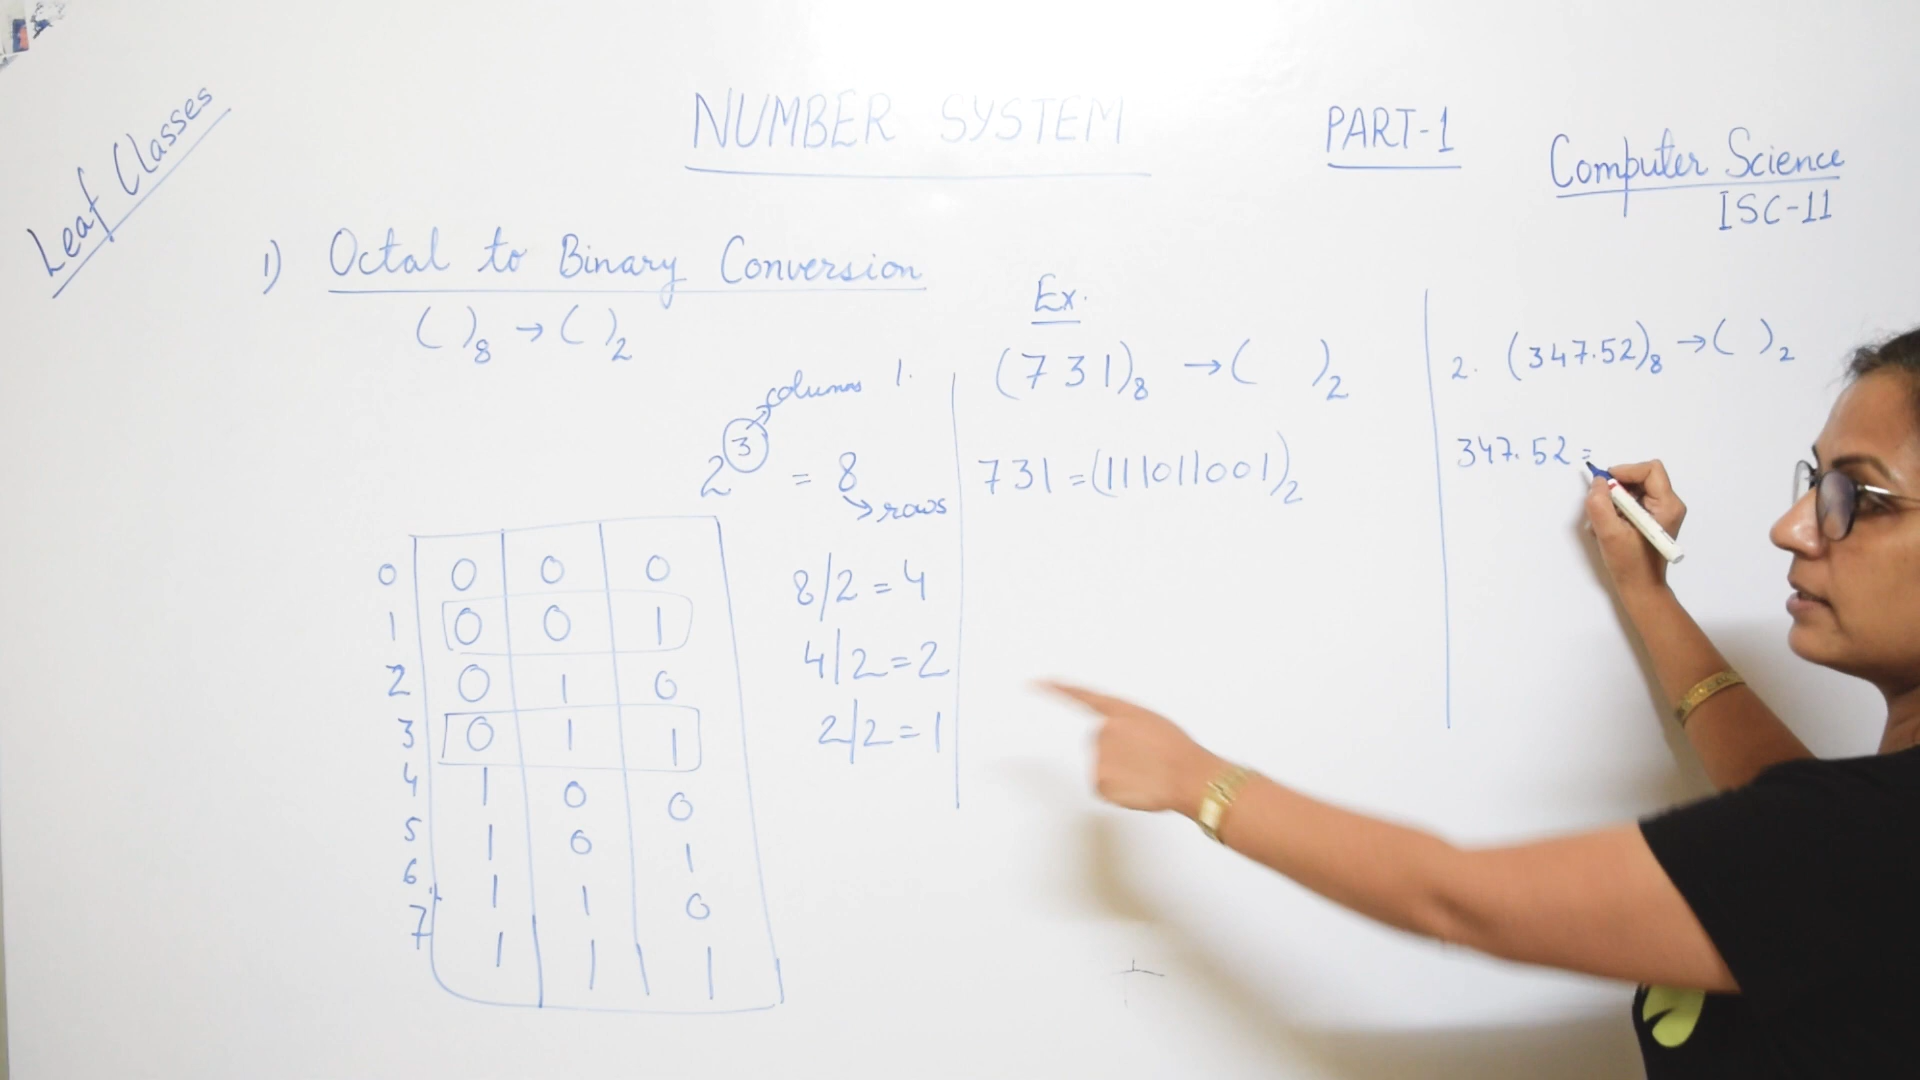 Leaf Classes
NUMBER SYSTEM
PART-1
Computer Science
ISC-11
1) Octal to Binary Conversion
( )₈ → ( )₂
columns
2³ = 8
rows
8/2 = 4
4/2 = 2
2/2 = 1
0 0 0 0
1 0 0 1
2 0 1 0
3 0 1 1
4 1 0 0
5 1 0 1
6 1 1 0
7 1 1 1
Ex.
1. (731)₈ → ( )₂
731 = (111011001)₂
2. (347.52)₈ → ( )₂
347.52 =